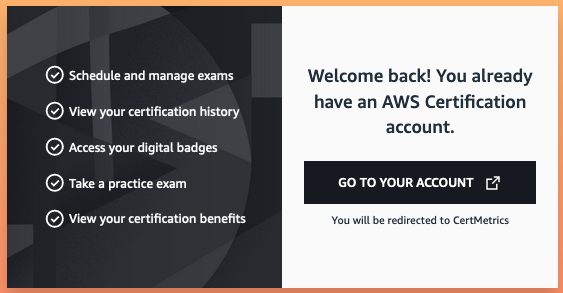 Schedule and manage exams
View your certification history
Access your digital badges
Take a practice exam
View your certification benefits
Welcome back! You already
have an AWS Certification
account.
GO TO YOUR ACCOUNT
You will be redirected to CertMetrics